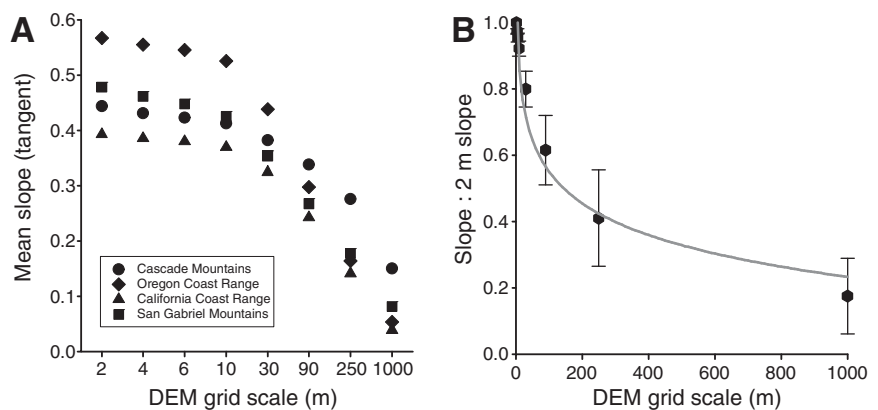 A
Mean slope (tangent)
0.6
0.5
0.4
0.3
0.2
0.1
0.0
Cascade Mountains
Oregon Coast Range
California Coast Range
San Gabriel Mountains
2 4 6 10 30 90 250 1000
DEM grid scale (m)
B
Slope : 2 m slope
1.0
0.8
0.6
0.4
0.2
0.0
0 200 400 600 800 1000
DEM grid scale (m)